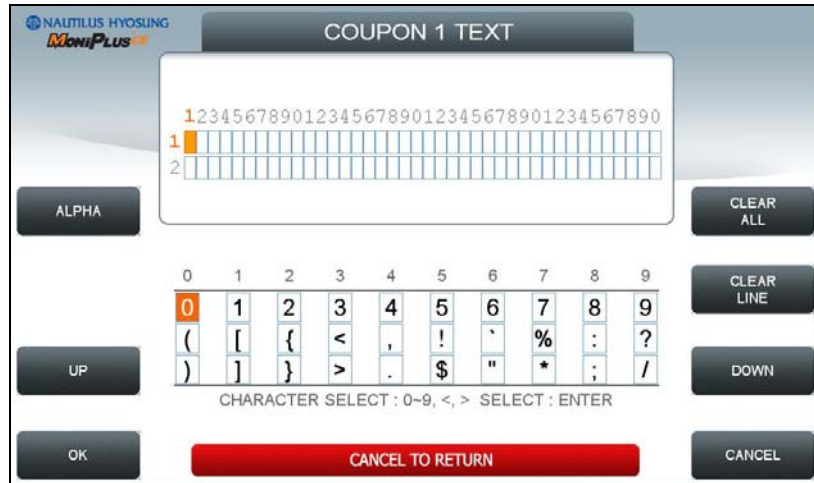 NAUTILUS HYOSUNG
MoniPlus
COUPON 1 TEXT
1234567890123456789012345678901234567890
1
2
ALPHA
CLEAR
ALL
0 1 2 3 4 5 6 7 8 9
CLEAR
LINE
0 1 2 3 4 5 6 7 8 9
( [ { < , ! ` % : ?
) ] } > . $ " * ; /
UP
DOWN
CHARACTER SELECT : 0~9, <, > SELECT : ENTER
OK
CANCEL TO RETURN
CANCEL